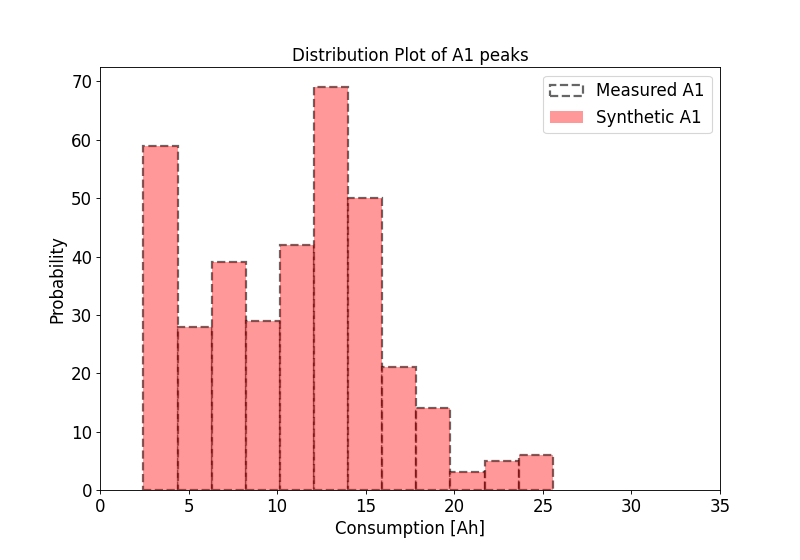 Distribution Plot of A1 peaks
Measured A1
Synthetic A1
Probability
70
60
50
40
30
20
10
0
0 5 10 15 20 25 30 35
Consumption [Ah]